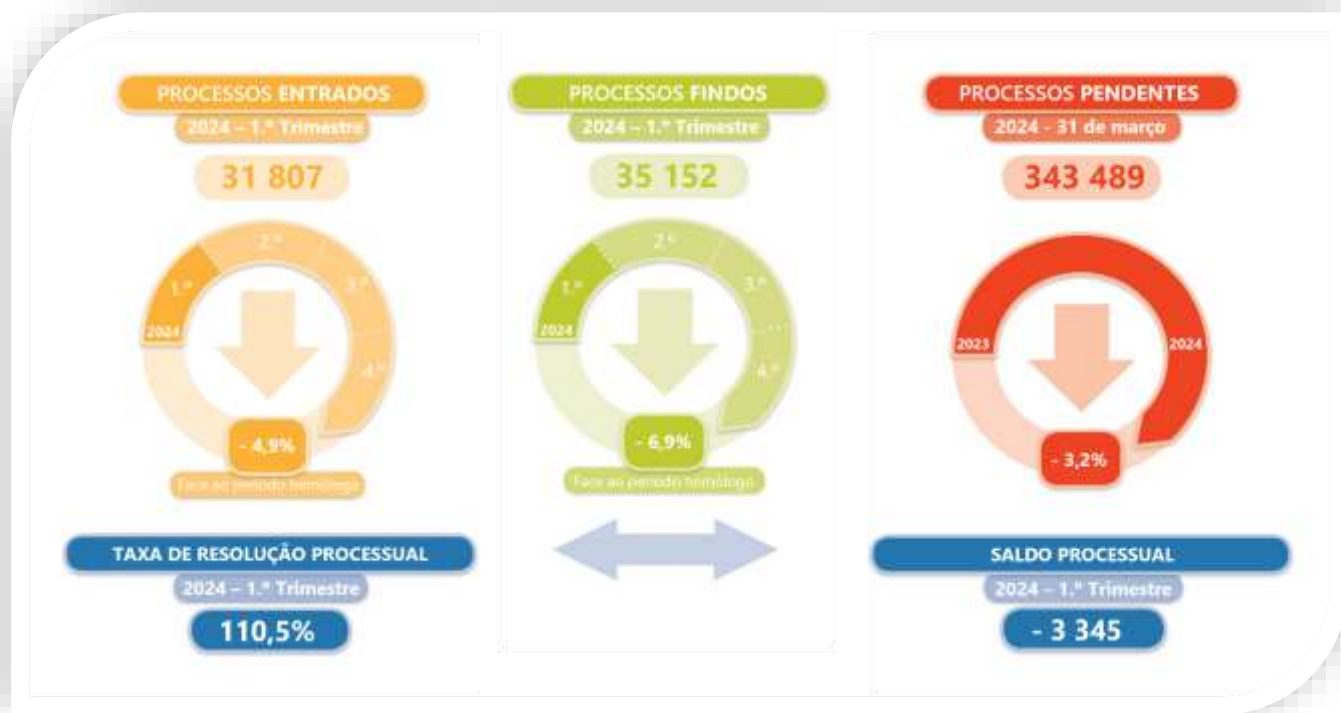 PROCESSOS ENTRADOS
2024 – 1.º Trimestre
31 807
1.º
2.º
3.º
4.º
2024
- 4,9%
Face ao período homólogo
PROCESSOS FINDOS
2024 – 1.º Trimestre
35 152
1.º
2.º
3.º
4.º
2024
- 6,9%
Face ao período homólogo
PROCESSOS PENDENTES
2024 - 31 de março
343 489
2023
2024
- 3,2%
TAXA DE RESOLUÇÃO PROCESSUAL
2024 – 1.º Trimestre
110,5%
SALDO PROCESSUAL
2024 – 1.º Trimestre
- 3 345